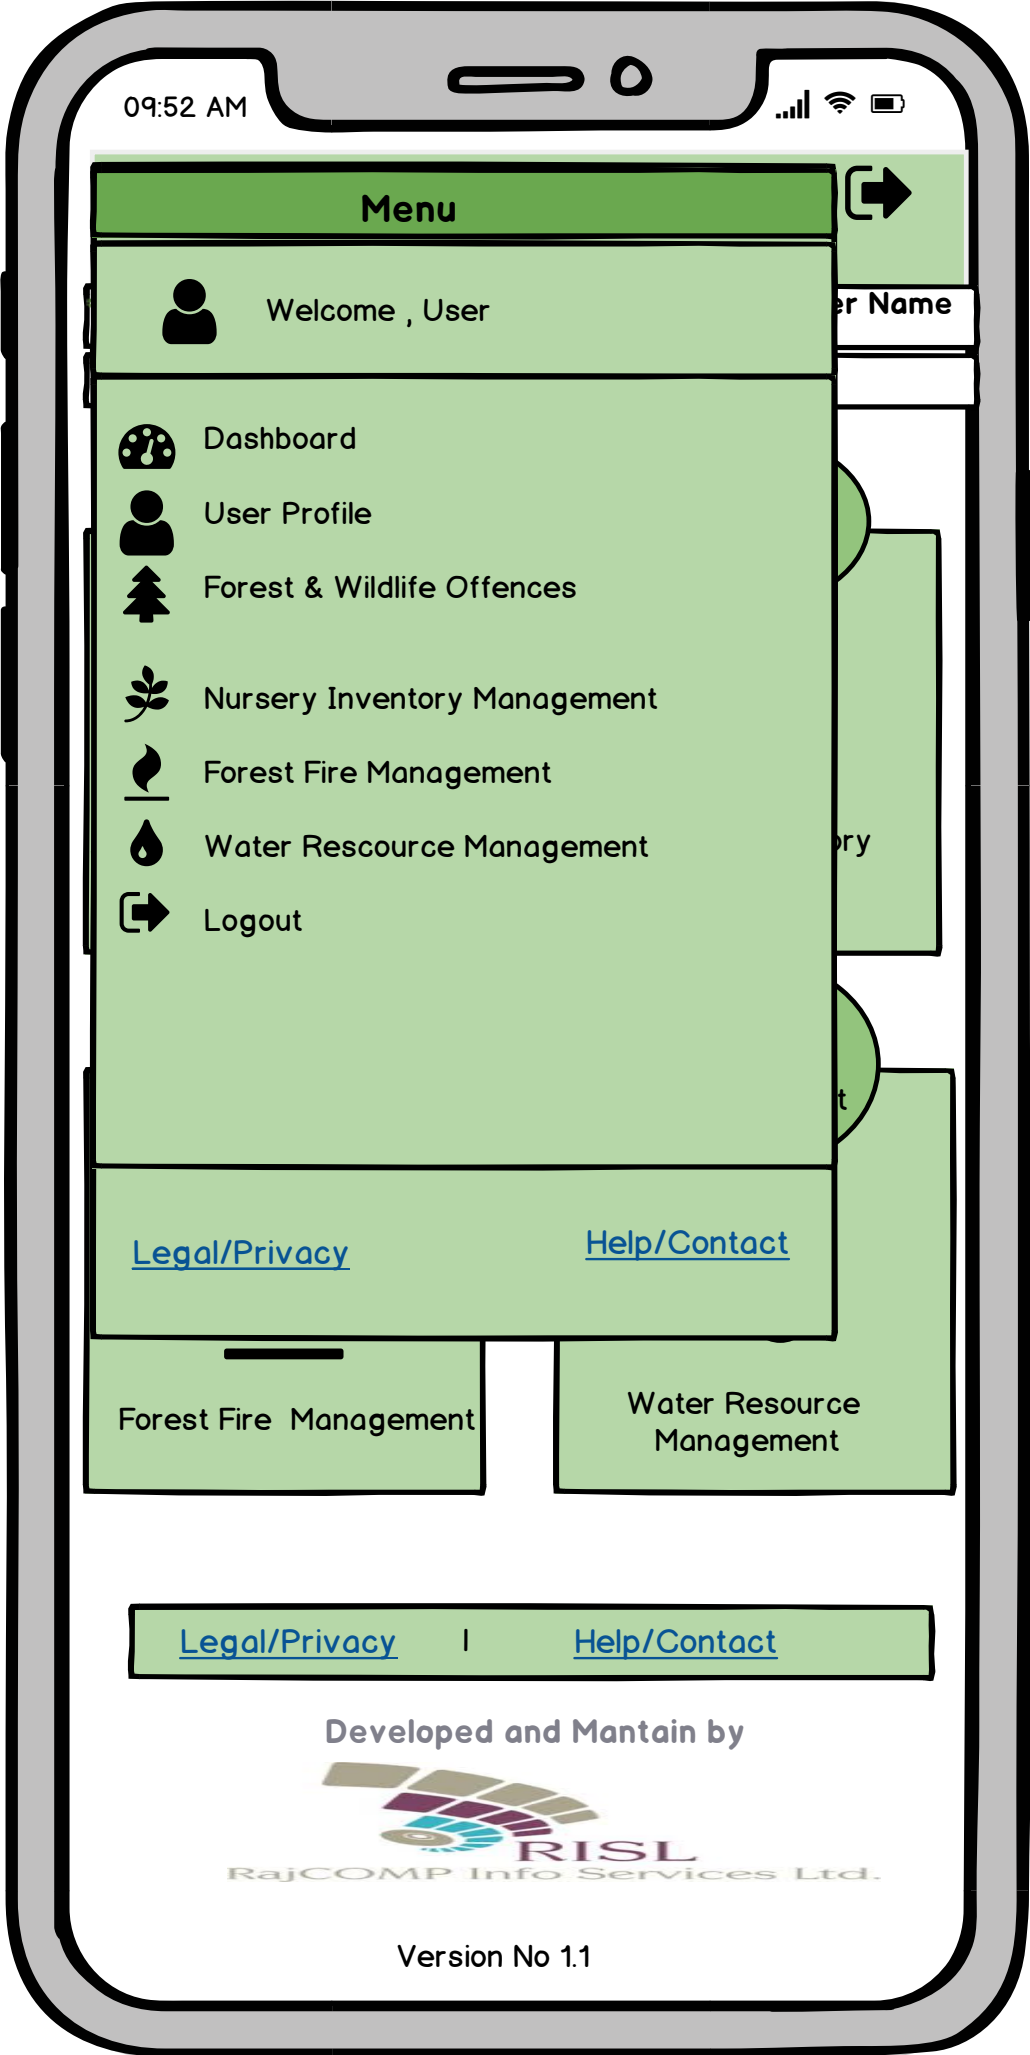 09:52 AM
Menu
Welcome , User
Name
Dashboard
User Profile
Forest & Wildlife Offences
Nursery Inventory Management
Forest Fire Management
Water Rescource Management
Logout
Legal/Privacy
Help/Contact
Forest Fire Management
Water Resource
Management
Legal/Privacy | Help/Contact
Developed and Mantain by
RISL
RajCOMP Info Services Ltd.
Version No 1.1